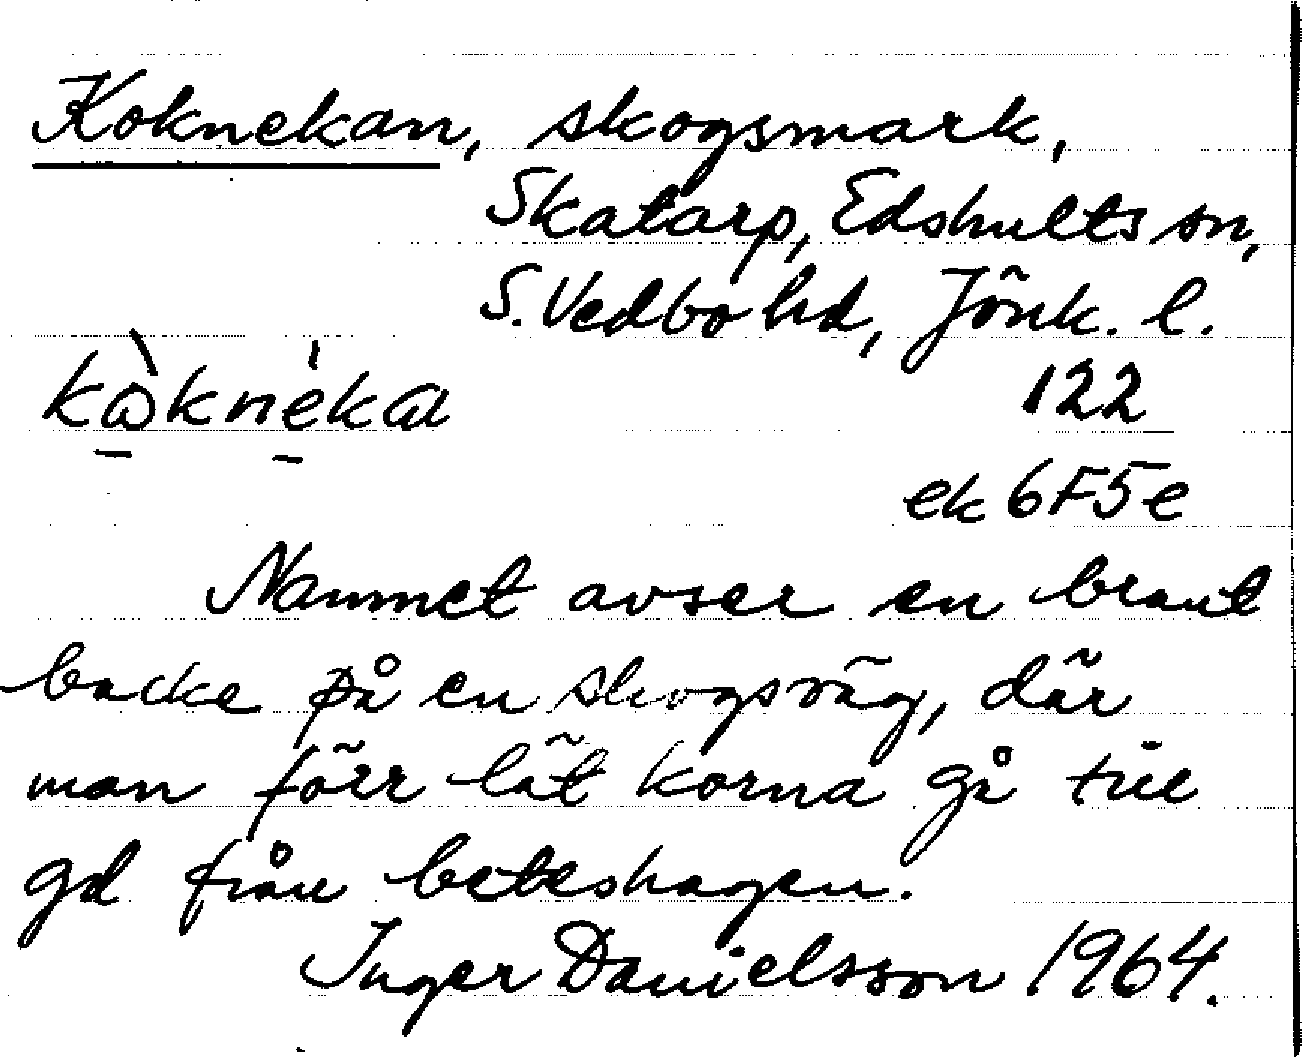 Koknekan, skogsmark,
Skatarp, Edshults sn,
S. Vedbo hd, Jönk. l.
122
ek 6F5e
Namnet avser en brant
backe på en skogsväg, där
man förr lät korna gå till
gd från beteshagen.
Inger Danielsson 1964.